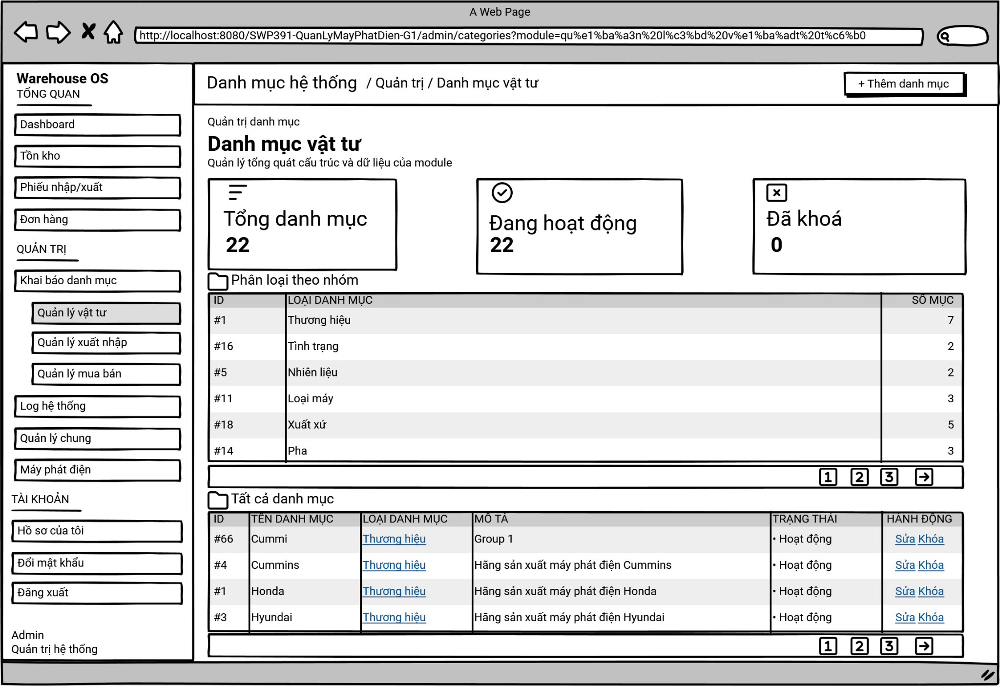 A Web Page
http://localhost:8080/SWP391-QuanLyMayPhatDien-G1/admin/categories?module=qu%e1%ba%a3n%20l%c3%bd%20v%e1%ba%adt%20t%c6%b0
Warehouse OS
TỔNG QUAN
Dashboard
Tồn kho
Phiếu nhập/xuất
Đơn hàng
QUẢN TRỊ
Khai báo danh mục
Quản lý vật tư
Quản lý xuất nhập
Quản lý mua bán
Log hệ thống
Quản lý chung
Máy phát điện
TÀI KHOẢN
Hồ sơ của tôi
Đổi mật khẩu
Đăng xuất
Admin
Quản trị hệ thống
Danh mục hệ thống / Quản trị / Danh mục vật tư
+ Thêm danh mục
Quản trị danh mục
Danh mục vật tư
Quản lý tổng quát cấu trúc và dữ liệu của module
Tổng danh mục
22
Đang hoạt động
22
Đã khoá
0
Phân loại theo nhóm
ID LOẠI DANH MỤC SỐ MỤC
#1 Thương hiệu 7
#16 Tình trạng 2
#5 Nhiên liệu 2
#11 Loại máy 3
#18 Xuất xứ 5
#14 Pha 3
1 2 3
Tất cả danh mục
ID TÊN DANH MỤC LOẠI DANH MỤC MÔ TẢ TRẠNG THÁI HÀNH ĐỘNG
#66 Cummi Thương hiệu Group 1 • Hoạt động Sửa Khóa
#4 Cummins Thương hiệu Hãng sản xuất máy phát điện Cummins • Hoạt động Sửa Khóa
#1 Honda Thương hiệu Hãng sản xuất máy phát điện Honda • Hoạt động Sửa Khóa
#3 Hyundai Thương hiệu Hãng sản xuất máy phát điện Hyundai • Hoạt động Sửa Khóa
1 2 3